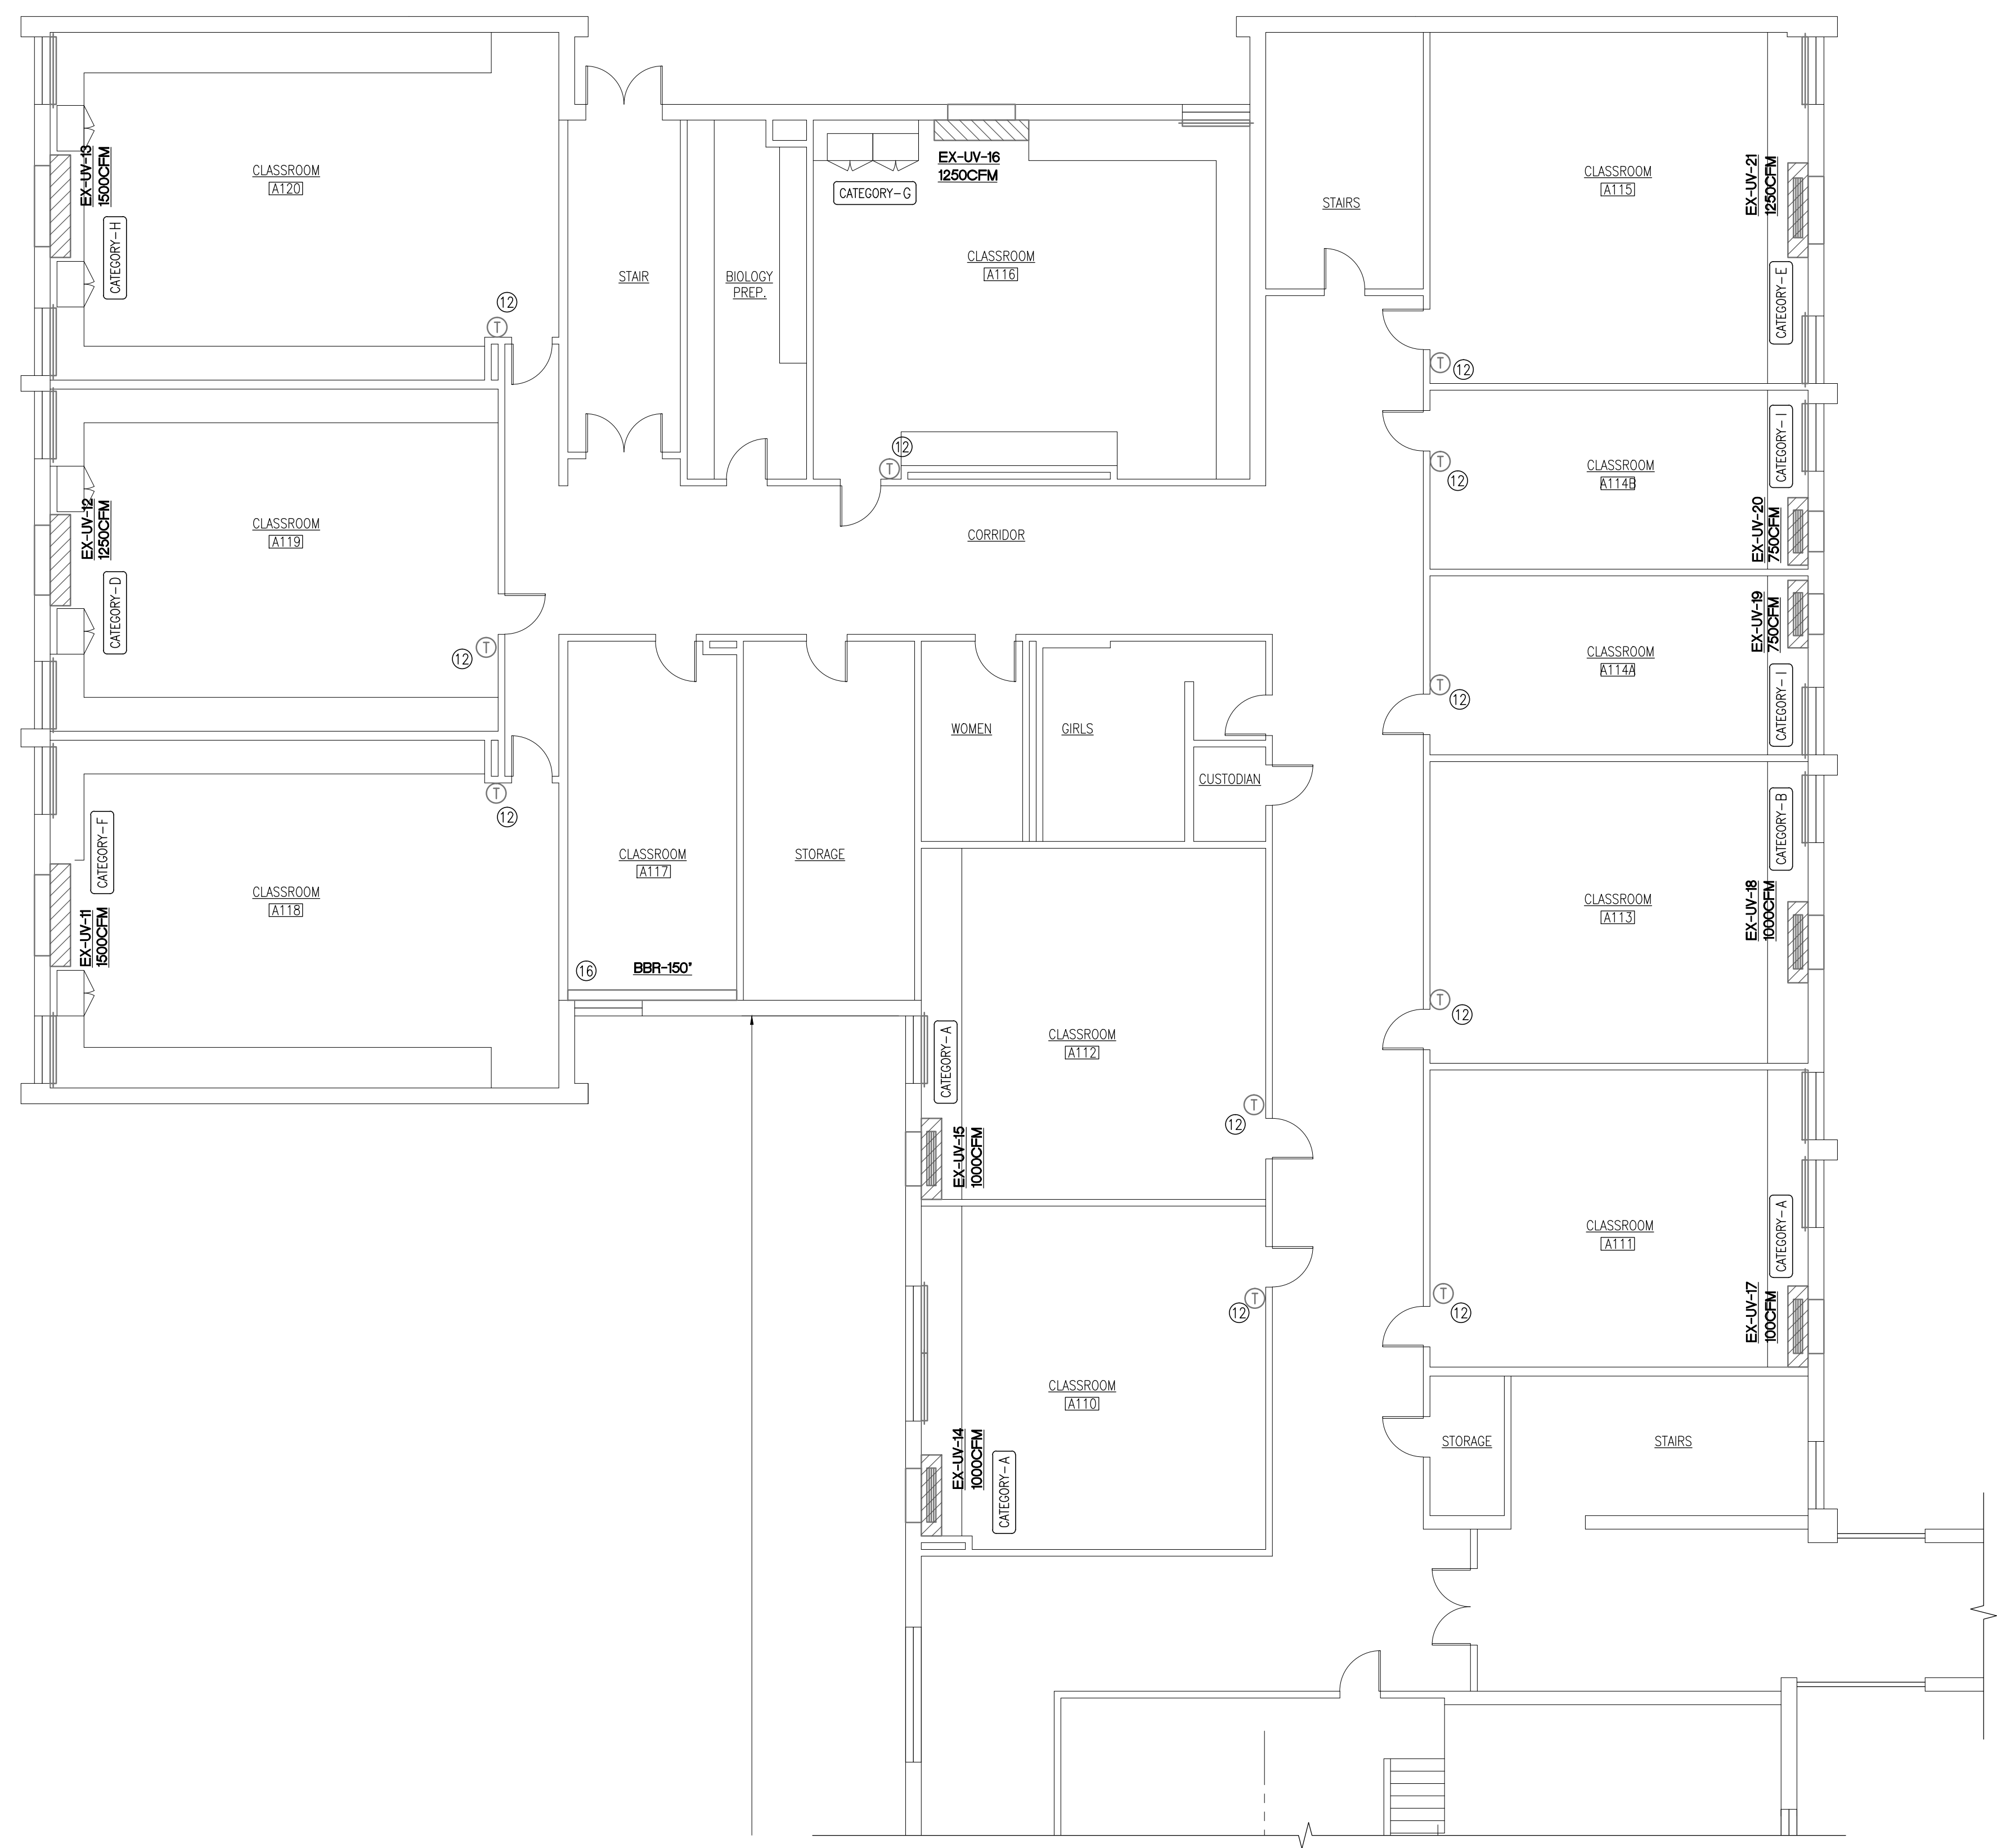 EX-UV-13
1500CFM
CATEGORY-H
CLASSROOM
A120
12
T
STAIR
BIOLOGY
PREP.
CATEGORY-G
EX-UV-16
1250CFM
CLASSROOM
A116
12
T
STAIRS
CLASSROOM
A115
EX-UV-21
1250CFM
CATEGORY-E
T
12
EX-UV-12
1250CFM
CATEGORY-D
CLASSROOM
A119
T
12
CORRIDOR
CLASSROOM
A114B
CATEGORY-I
EX-UV-20
750CFM
T
12
CLASSROOM
A114A
EX-UV-19
750CFM
CATEGORY-I
T
12
WOMEN
GIRLS
CUSTODIAN
T
12
CATEGORY-F
EX-UV-11
1500CFM
CLASSROOM
A118
CLASSROOM
A117
STORAGE
16
BBR-150"
CLASSROOM
A113
CATEGORY-B
EX-UV-18
1000CFM
T
12
CATEGORY-A
CLASSROOM
A112
EX-UV-15
1000CFM
T
12
CLASSROOM
A111
CATEGORY-A
EX-UV-17
100CFM
T
12
T
12
CLASSROOM
A110
EX-UV-14
1000CFM
CATEGORY-A
STORAGE
STAIRS